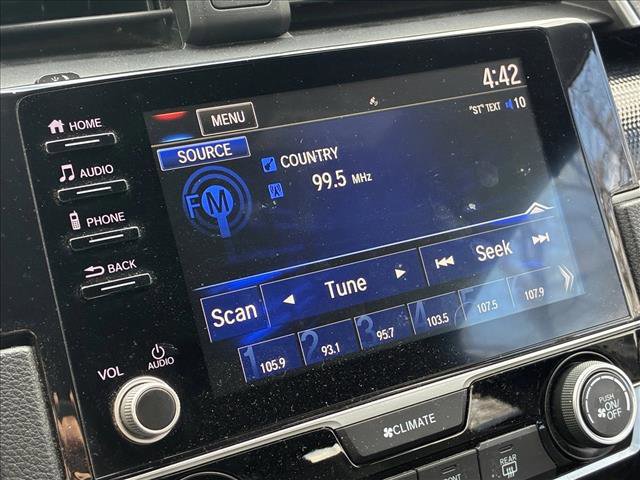 4:42
HOME
MENU
"ST" TEXT 10
SOURCE
COUNTRY
99.5 MHz
FM
AUDIO
PHONE
BACK
Scan
Tune
Seek
1 105.9
2 93.1
3 95.7
4 103.5
5 107.5
107.9
VOL
AUDIO
CLIMATE
PUSH
ON/
OFF
FRONT
REAR